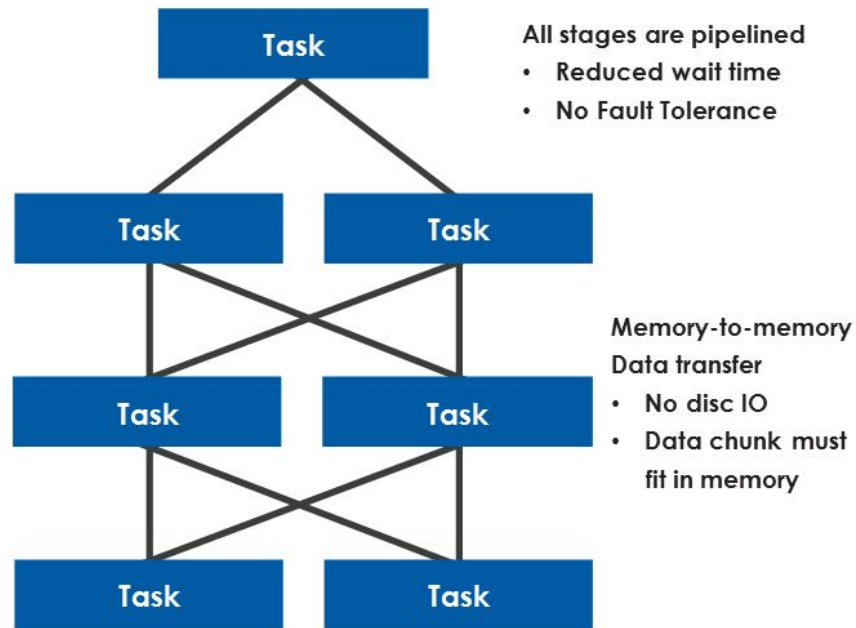 Task
All stages are pipelined
• Reduced wait time
• No Fault Tolerance
Task
Task
Task
Task
Memory-to-memory
Data transfer
• No disc IO
• Data chunk must
fit in memory
Task
Task